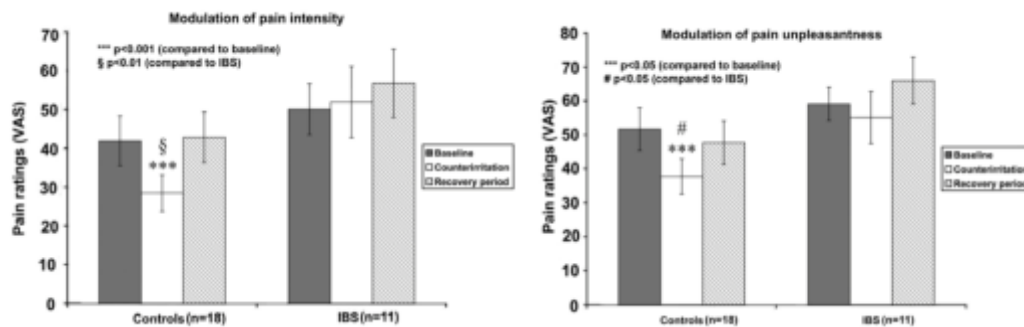 Modulation of pain intensity
*** p<0.001 (compared to baseline)
§ p<0.01 (compared to IBS)
Pain ratings (VAS)
70
60
50
40
30
20
10
0
§
***
Baseline
Counterirritation
Recovery period
Controls (n=18)
IBS (n=11)
Modulation of pain unpleasantness
*** p<0.05 (compared to baseline)
# p<0.05 (compared to IBS)
Pain ratings (VAS)
80
70
60
50
40
30
20
10
0
#
***
Baseline
Counterirritation
Recovery period
Controls (n=18)
IBS (n=11)